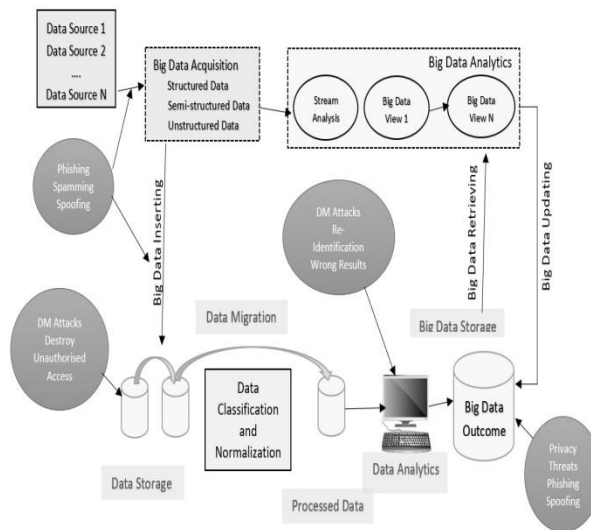 Data Source 1
Data Source 2
....
Data Source N
Big Data Acquisition
Structured Data
Semi-structured Data
Unstructured Data
Big Data Analytics
Stream
Analysis
Big Data
View 1
Big Data
View N
Phishing
Spamming
Spoofing
Big Data Inserting
DM Attacks
Re-
Identification
Wrong Results
Big Data Retrieving
Big Data Updating
DM Attacks
Destroy
Unauthorised
Access
Data Migration
Big Data Storage
Data
Classification
and
Normalization
Big Data
Outcome
Data Storage
Processed Data
Data Analytics
Privacy
Threats
Phishing
Spoofing